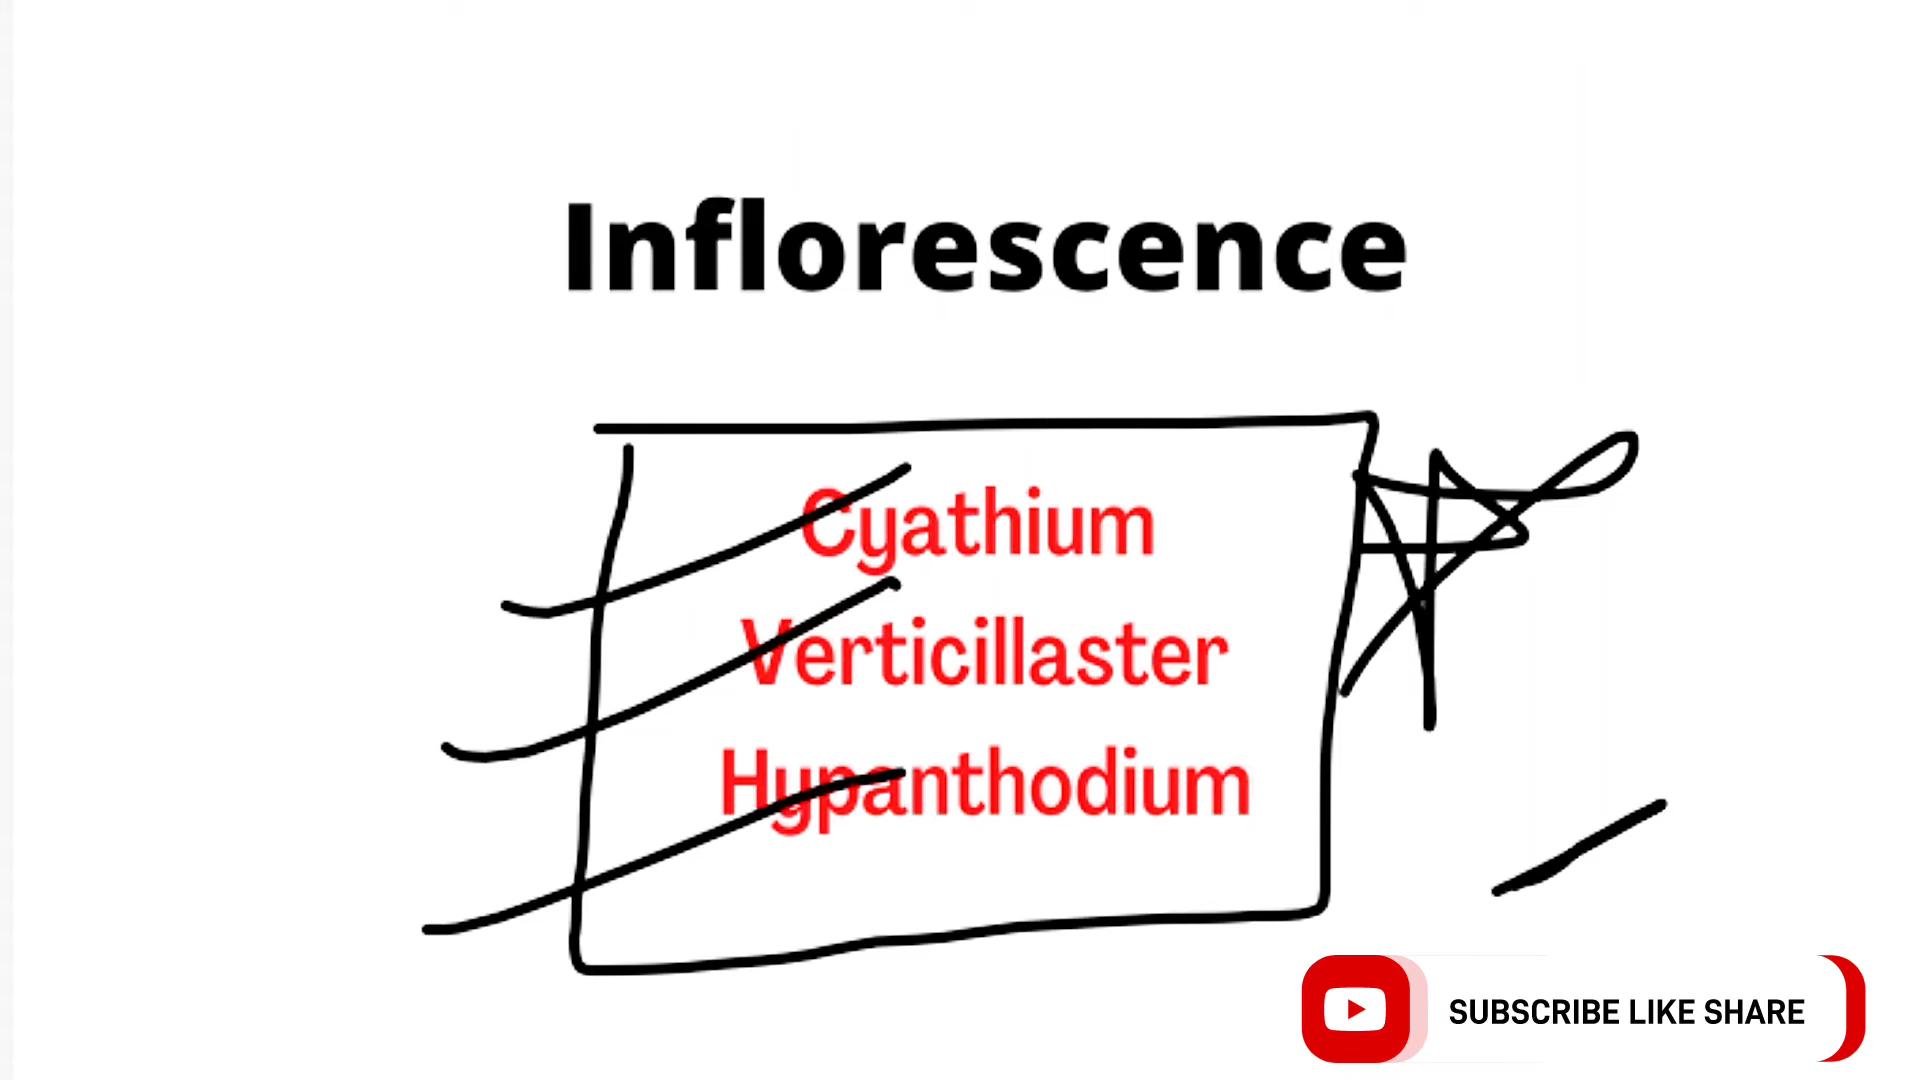 Inflorescence
Cyathium
Verticillaster
Hypanthodium
SUBSCRIBE LIKE SHARE